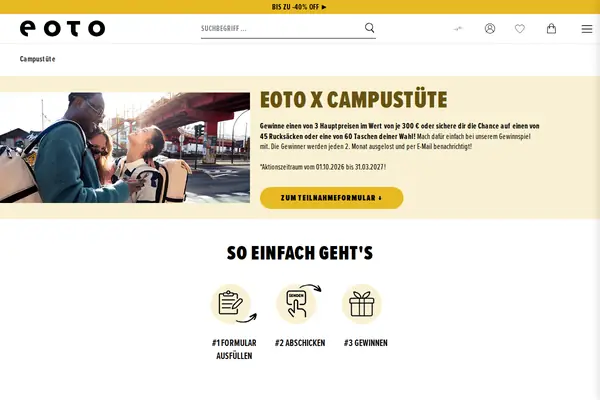 BIS ZU -40% OFF ►
eoto
SUCHBEGRIFF ...
Campustüte
EOTO X CAMPUSTÜTE
Gewinne einen von 3 Hauptpreisen im Wert von je 300 € oder sichere dir die Chance auf einen von
45 Rucksäcken oder eine von 60 Taschen deiner Wahl! Mach dafür einfach bei unserem Gewinnspiel
mit. Die Gewinner werden jeden 2. Monat ausgelost und per E-Mail benachrichtigt!
*Aktionszeitraum vom 01.10.2026 bis 31.03.2027!
ZUM TEILNAHMEFORMULAR ↓
SO EINFACH GEHT'S
SENDEN
#1 FORMULAR
AUSFÜLLEN
#2 ABSCHICKEN
#3 GEWINNEN